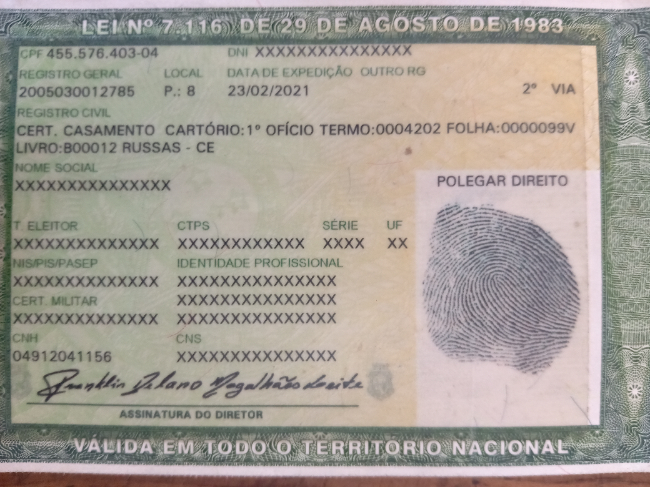 LEI Nº 7.116, DE 29 DE AGOSTO DE 1983
CPF 455.576.403-04 DNI XXXXXXXXXXXXXXX
REGISTRO GERAL LOCAL DATA DE EXPEDIÇÃO OUTRO RG
2005030012785 P.: 8 23/02/2021 2º VIA
REGISTRO CIVIL
CERT. CASAMENTO CARTÓRIO:1º OFÍCIO TERMO:0004202 FOLHA:0000099V
LIVRO:B00012 RUSSAS - CE
NOME SOCIAL
XXXXXXXXXXXXXXX
POLEGAR DIREITO
T. ELEITOR CTPS SÉRIE UF
XXXXXXXXXXXXXX XXXXXXXXXXXX XXXX XX
NIS/PIS/PASEP IDENTIDADE PROFISSIONAL
XXXXXXXXXXXXXX XXXXXXXXXXXXXXX
CERT. MILITAR XXXXXXXXXXXXXXX
XXXXXXXXXXXXXX XXXXXXXXXXXXXXX
CNH CNS
04912041156 XXXXXXXXXXXXXXX
Franklin Delano Magalhães Leite
ASSINATURA DO DIRETOR
VÁLIDA EM TODO O TERRITÓRIO NACIONAL